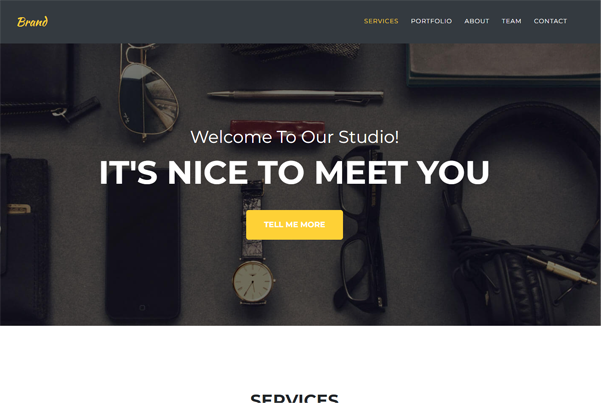 Brand
SERVICES PORTFOLIO ABOUT TEAM CONTACT
Welcome To Our Studio!
IT'S NICE TO MEET YOU
TELL ME MORE
SERVICES